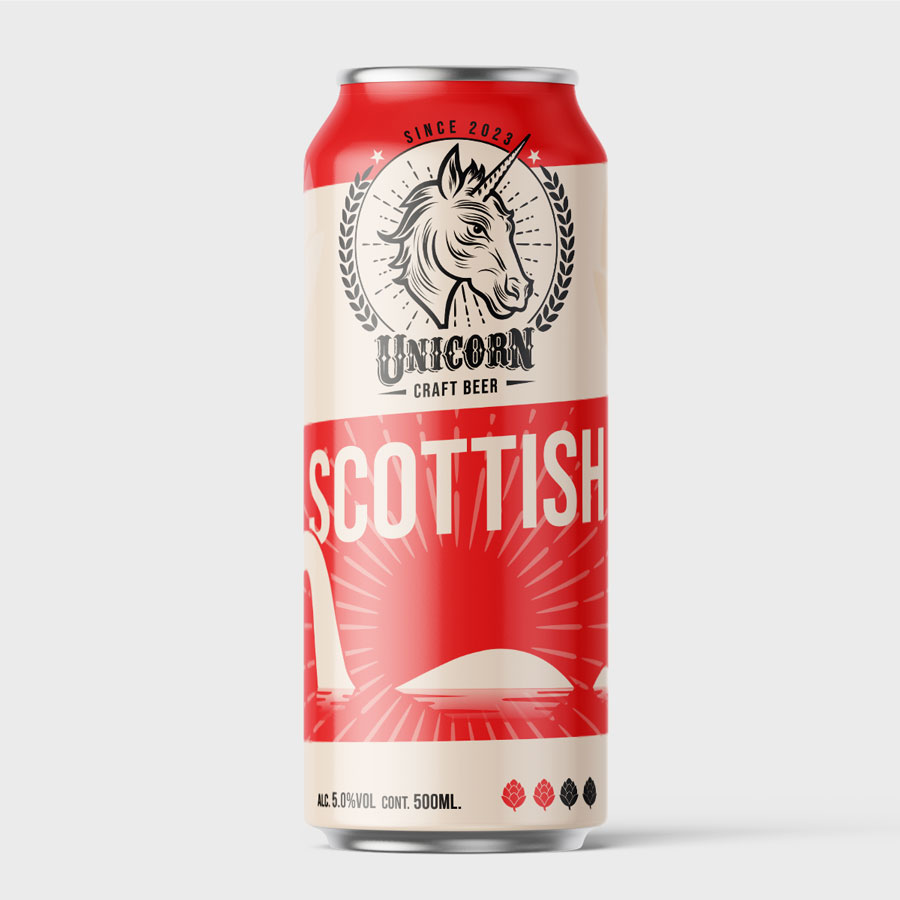 SINCE 2023
UNICORN
CRAFT BEER
SCOTTISH
ALC. 5.0%VOL CONT. 500ML.